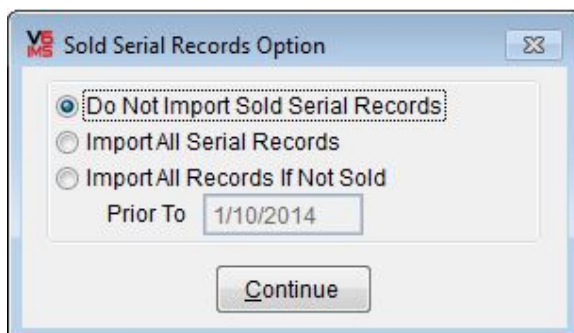 V6 IMS Sold Serial Records Option
Do Not Import Sold Serial Records
Import All Serial Records
Import All Records If Not Sold
Prior To 1/10/2014
Continue